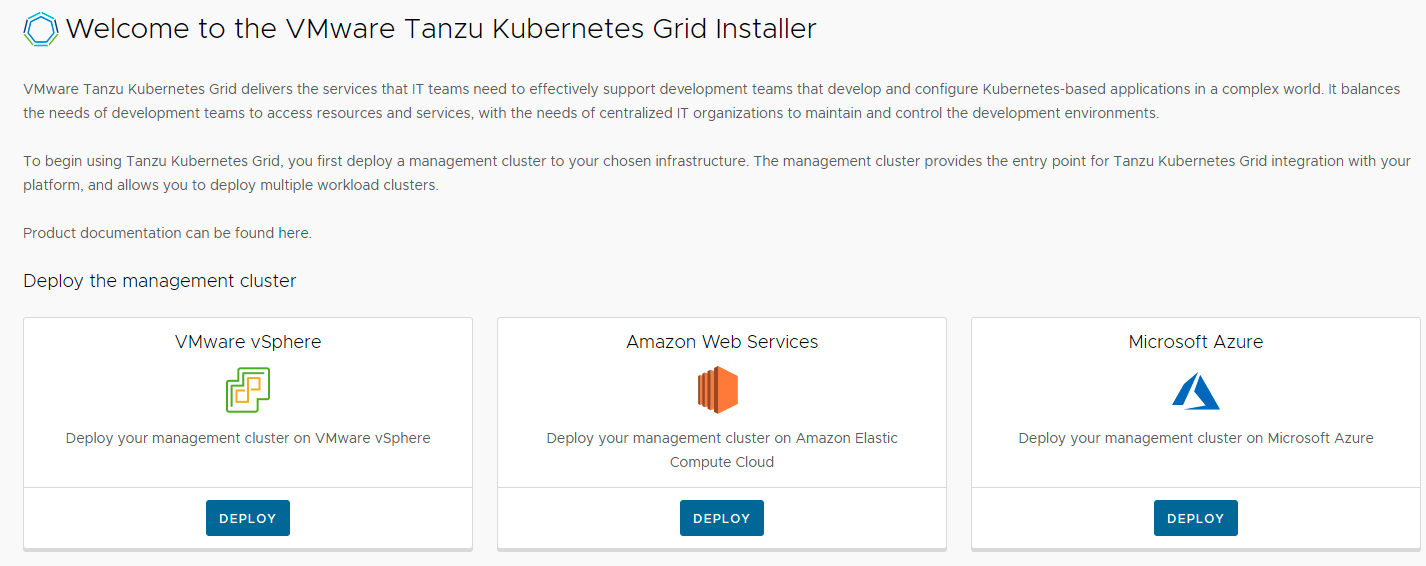 Welcome to the VMware Tanzu Kubernetes Grid Installer
VMware Tanzu Kubernetes Grid delivers the services that IT teams need to effectively support development teams that develop and configure Kubernetes-based applications in a complex world. It balances
the needs of development teams to access resources and services, with the needs of centralized IT organizations to maintain and control the development environments.
To begin using Tanzu Kubernetes Grid, you first deploy a management cluster to your chosen infrastructure. The management cluster provides the entry point for Tanzu Kubernetes Grid integration with your
platform, and allows you to deploy multiple workload clusters.
Product documentation can be found here.
Deploy the management cluster
VMware vSphere
Deploy your management cluster on VMware vSphere
DEPLOY
Amazon Web Services
Deploy your management cluster on Amazon Elastic
Compute Cloud
DEPLOY
Microsoft Azure
Deploy your management cluster on Microsoft Azure
DEPLOY